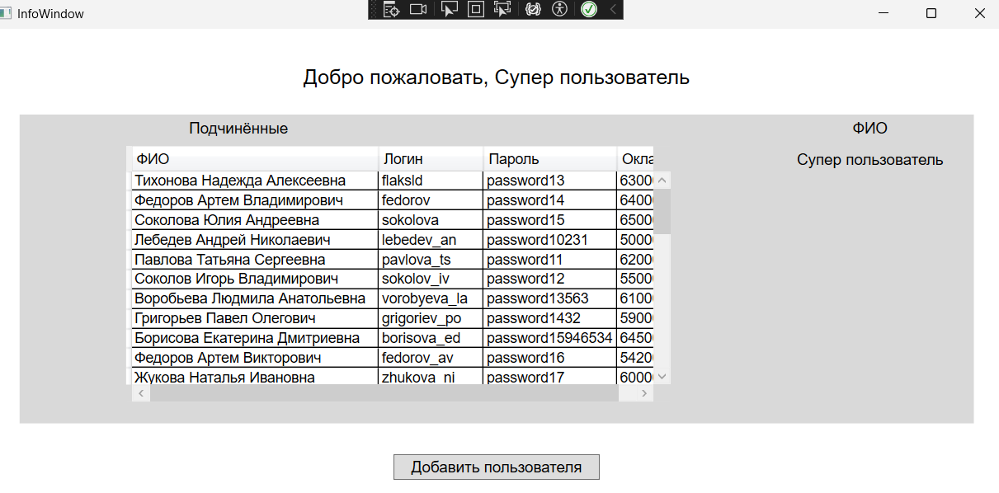 InfoWindow
Добро пожаловать, Супер пользователь
Подчинённые ФИО
Супер пользователь
ФИО Логин Пароль Окла
Тихонова Надежда Алексеевна flaksld password13 6300
Федоров Артем Владимирович fedorov password14 6400
Соколова Юлия Андреевна sokolova password15 6500
Лебедев Андрей Николаевич lebedev_an password10231 5000
Павлова Татьяна Сергеевна pavlova_ts password11 6200
Соколов Игорь Владимирович sokolov_iv password12 5500
Воробьева Людмила Анатольевна vorobyeva_la password13563 6100
Григорьев Павел Олегович grigoriev_po password1432 5900
Борисова Екатерина Дмитриевна borisova_ed password15946534 6450
Федоров Артем Викторович fedorov_av password16 5420
Жукова Наталья Ивановна zhukova_ni password17 6000
Добавить пользователя